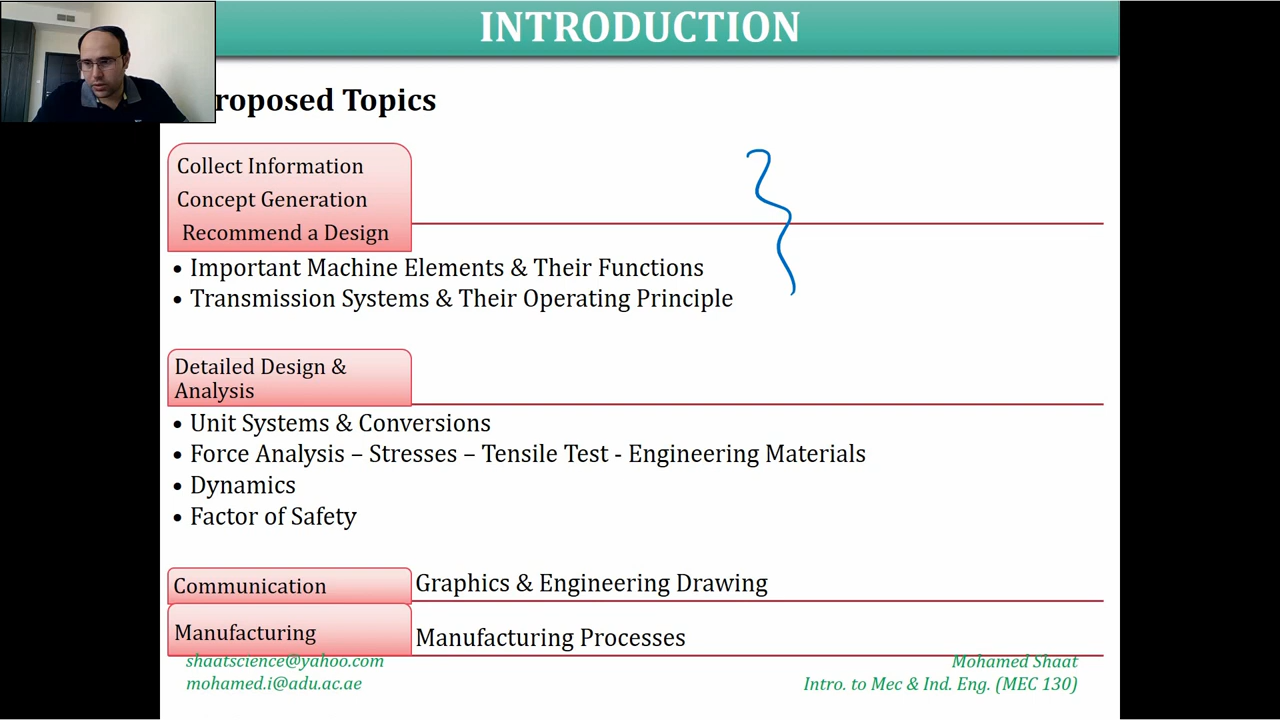 INTRODUCTION
roposed Topics
Collect Information
Concept Generation
Recommend a Design
• Important Machine Elements & Their Functions
• Transmission Systems & Their Operating Principle
Detailed Design &
Analysis
• Unit Systems & Conversions
• Force Analysis – Stresses – Tensile Test - Engineering Materials
• Dynamics
• Factor of Safety
Communication Graphics & Engineering Drawing
Manufacturing Manufacturing Processes
shaatscience@yahoo.com Mohamed Shaat
mohamed.i@adu.ac.ae Intro. to Mec & Ind. Eng. (MEC 130)